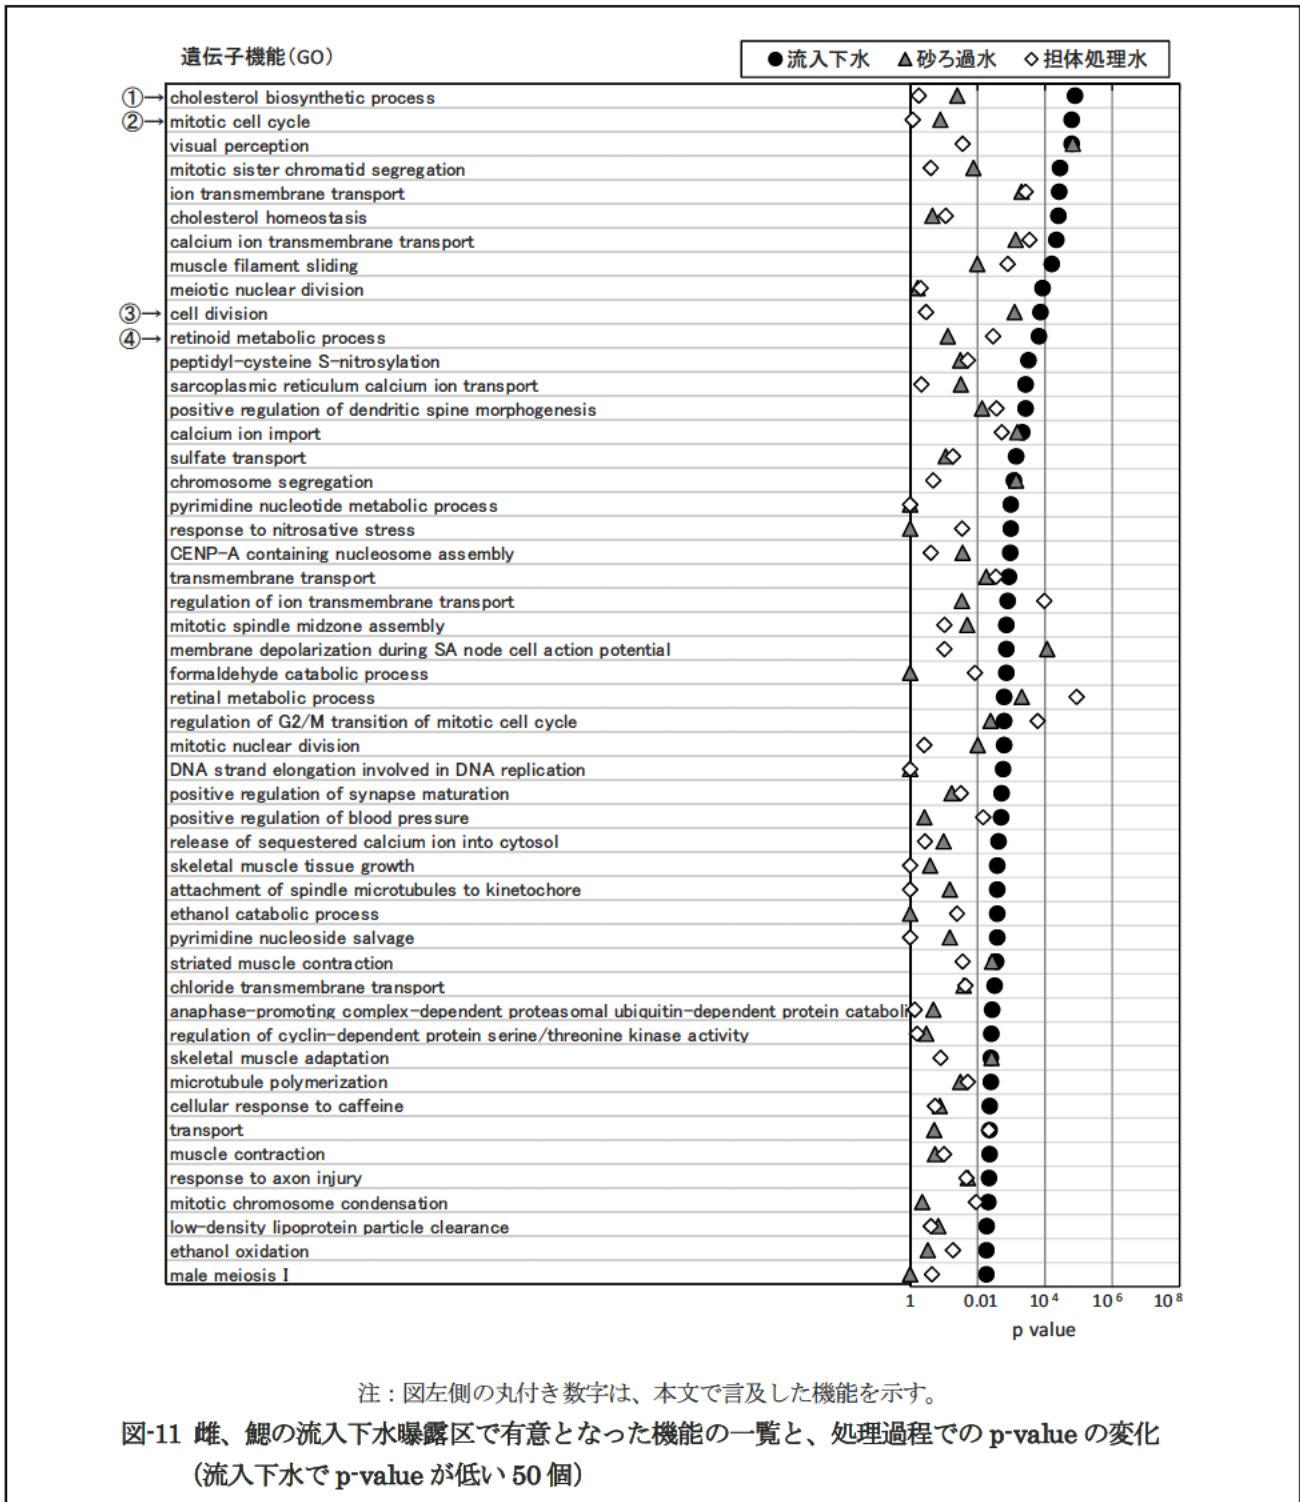 遺伝子機能(GO)
●流入下水 ▲砂ろ過水 ◇担体処理水
①→cholesterol biosynthetic process
②→mitotic cell cycle
visual perception
mitotic sister chromatid segregation
ion transmembrane transport
cholesterol homeostasis
calcium ion transmembrane transport
muscle filament sliding
meiotic nuclear division
③→cell division
④→retinoid metabolic process
peptidyl-cysteine S-nitrosylation
sarcoplasmic reticulum calcium ion transport
positive regulation of dendritic spine morphogenesis
calcium ion import
sulfate transport
chromosome segregation
pyrimidine nucleotide metabolic process
response to nitrosative stress
CENP-A containing nucleosome assembly
transmembrane transport
regulation of ion transmembrane transport
mitotic spindle midzone assembly
membrane depolarization during SA node cell action potential
formaldehyde catabolic process
retinal metabolic process
regulation of G2/M transition of mitotic cell cycle
mitotic nuclear division
DNA strand elongation involved in DNA replication
positive regulation of synapse maturation
positive regulation of blood pressure
release of sequestered calcium ion into cytosol
skeletal muscle tissue growth
attachment of spindle microtubules to kinetochore
ethanol catabolic process
pyrimidine nucleoside salvage
striated muscle contraction
chloride transmembrane transport
anaphase-promoting complex-dependent proteasomal ubiquitin-dependent protein cataboli
regulation of cyclin-dependent protein serine/threonine kinase activity
skeletal muscle adaptation
microtubule polymerization
cellular response to caffeine
transport
muscle contraction
response to axon injury
mitotic chromosome condensation
low-density lipoprotein particle clearance
ethanol oxidation
male meiosis I
1 0.01 10⁴ 10⁶ 10⁸
p value
注：図左側の丸付き数字は、本文で言及した機能を示す。
図-11 雌、鰓の流入下水曝露区で有意となった機能の一覧と、処理過程での p-value の変化
(流入下水で p-value が低い 50 個)